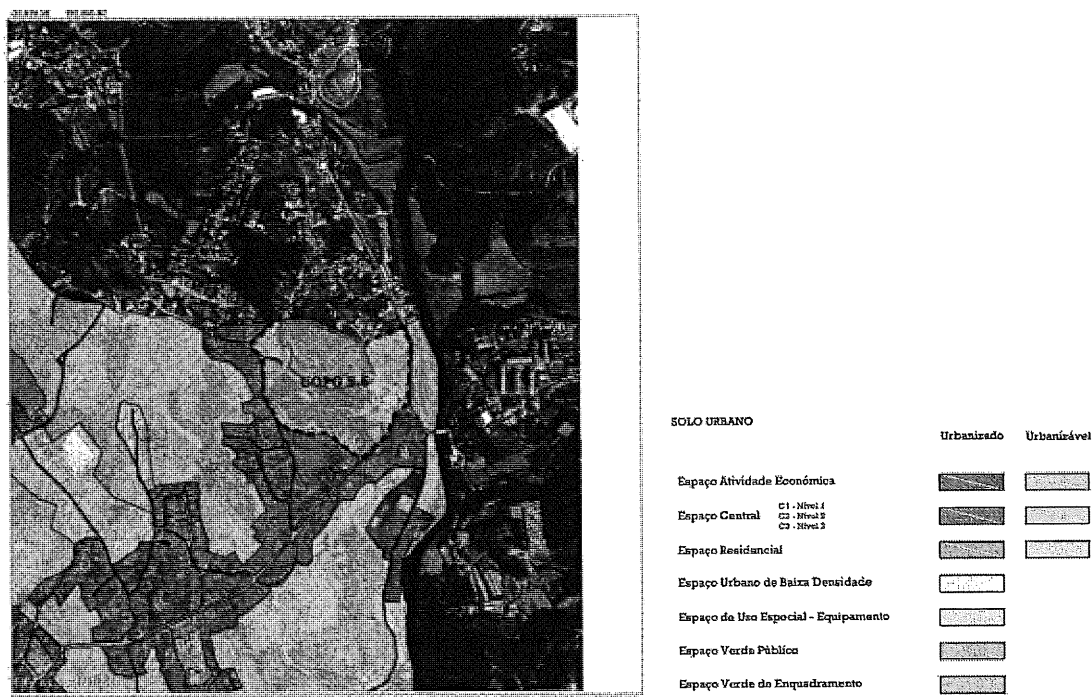 SOLO URBANO
Urbanizado Urbanizável
Espaço Atividade Económica
Espaço Central
C1 - Nível 1
C2 - Nível 2
C3 - Nível 3
Espaço Residencial
Espaço Urbano de Baixa Densidade
Espaço de Uso Especial - Equipamento
Espaço Verde Público
Espaço Verde de Enquadramento